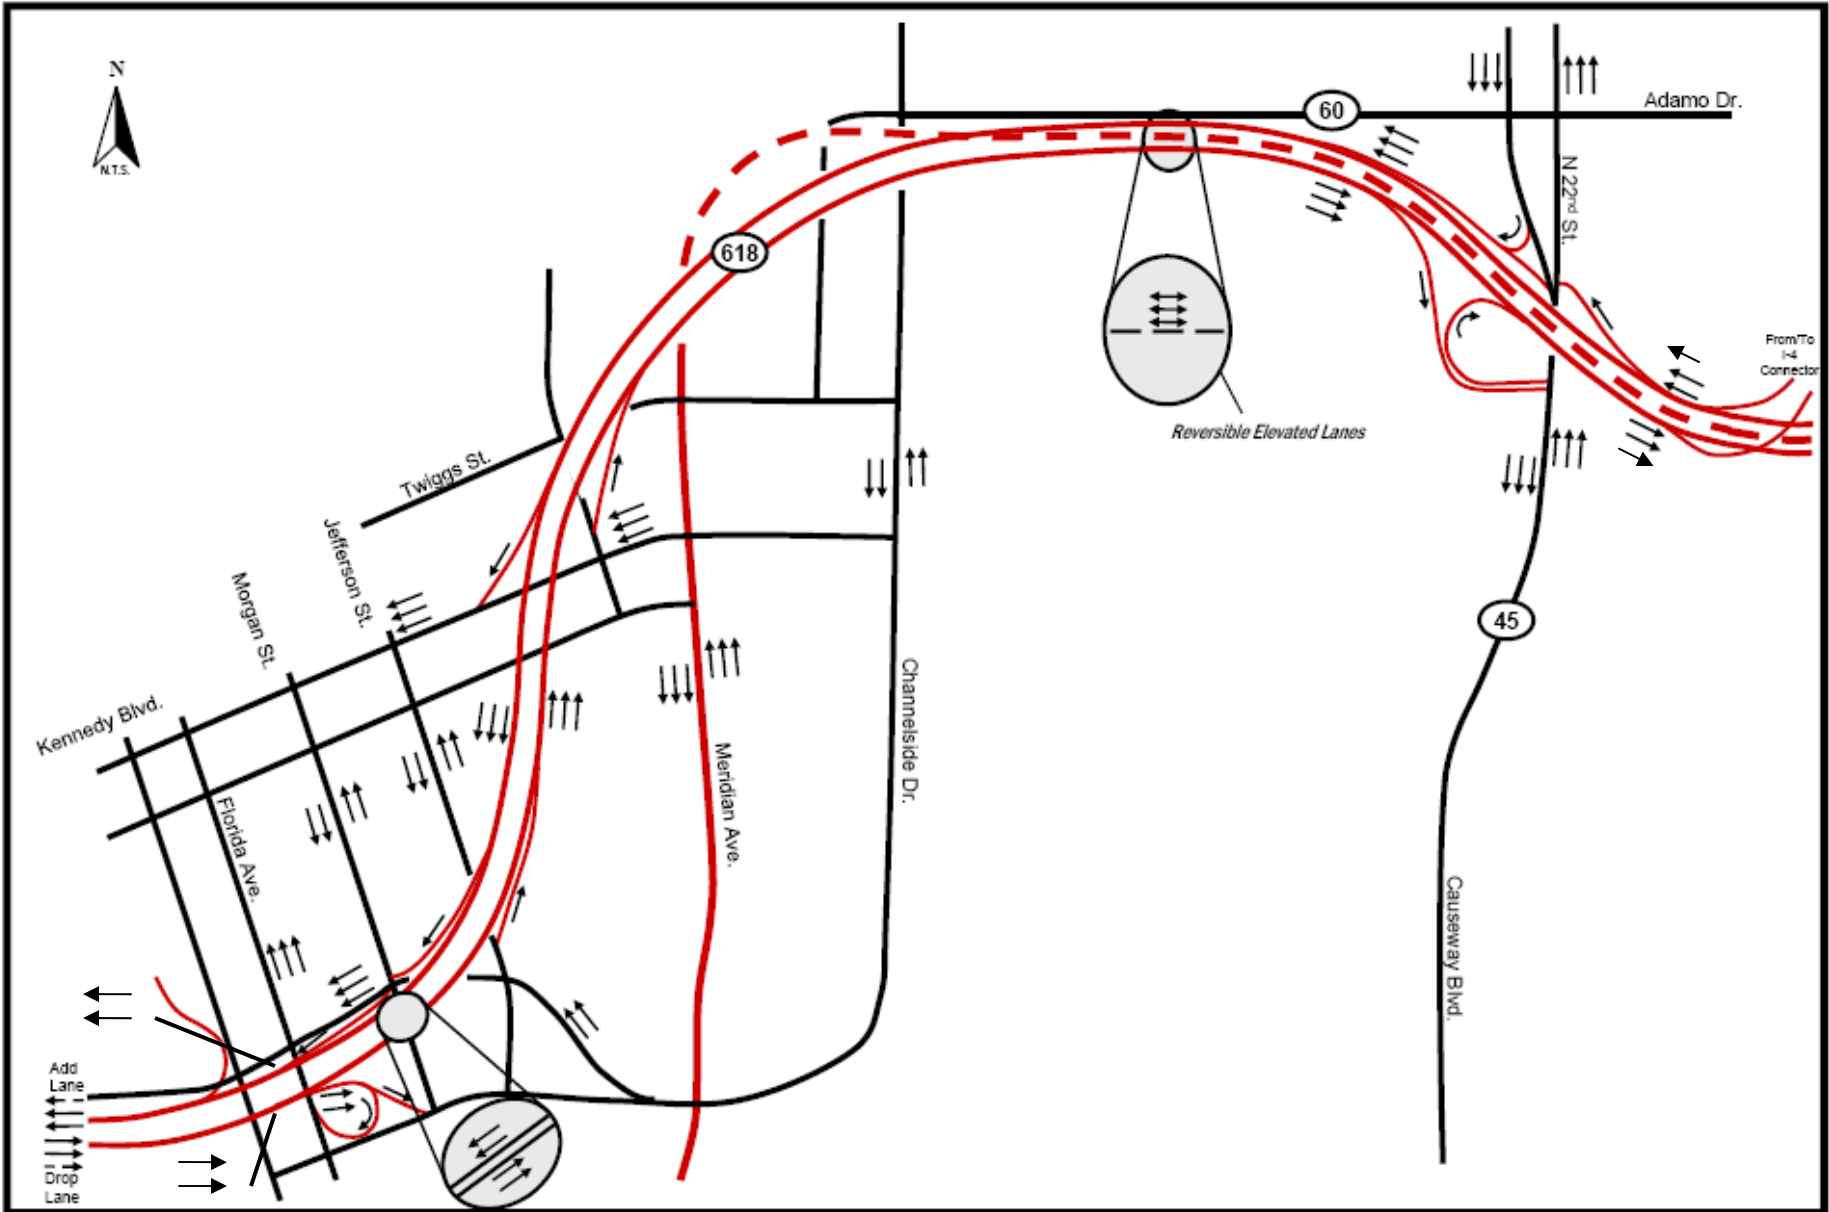 N
N.T.S.
60
Adamo Dr.
N 22nd St.
618
From/To
I-4
Connector
Reversible Elevated Lanes
Twiggs St.
Jefferson St.
Morgan St.
Kennedy Blvd.
Florida Ave.
Meridian Ave.
Channelside Dr.
45
Causeway Blvd.
Add
Lane
Drop
Lane